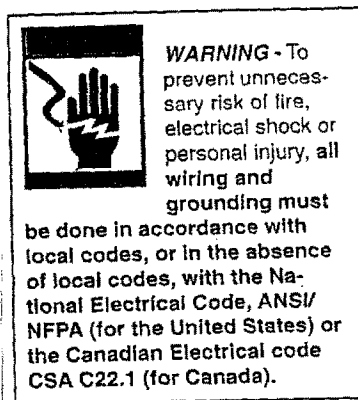 WARNING - To
prevent unneces-
sary risk of fire,
electrical shock or
personal injury, all
wiring and
grounding must
be done in accordance with
local codes, or in the absence
of local codes, with the Na-
tional Electrical Code, ANSI/
NFPA (for the United States) or
the Canadian Electrical code
CSA C22.1 (for Canada).